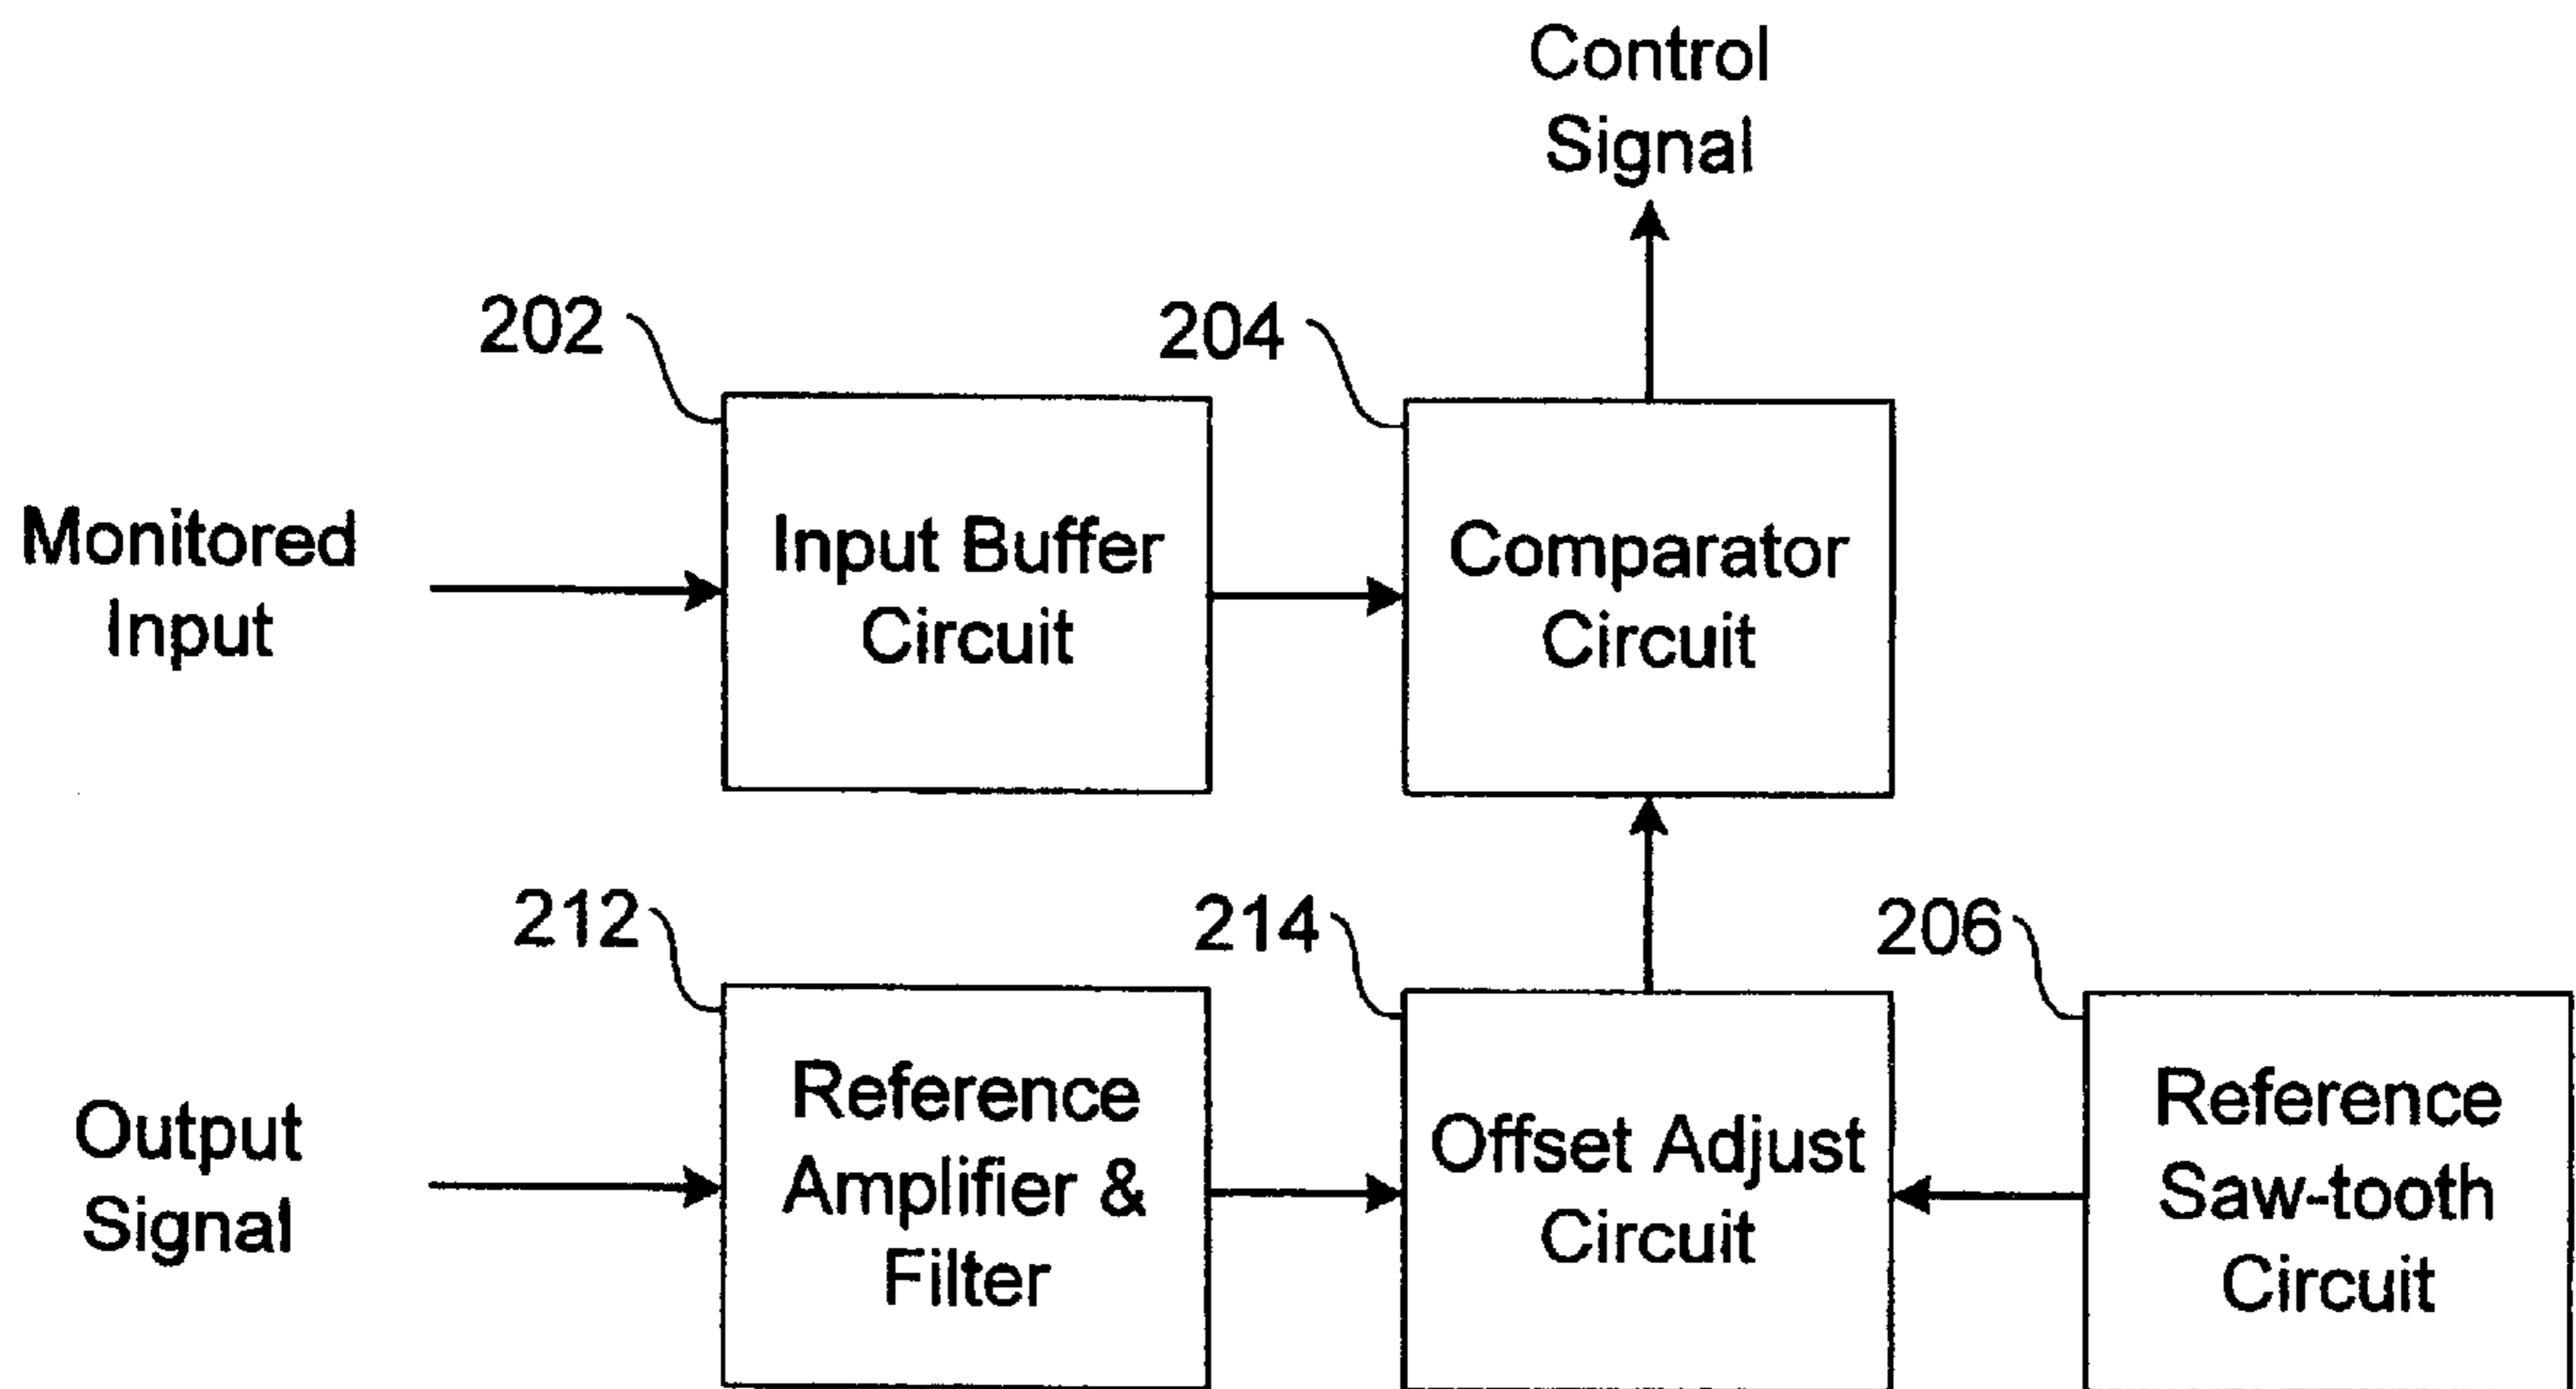 Control
Signal
202
204
Monitored
Input
Input Buffer
Circuit
Comparator
Circuit
212
214
206
Output
Signal
Reference
Amplifier &
Filter
Offset Adjust
Circuit
Reference
Saw-tooth
Circuit